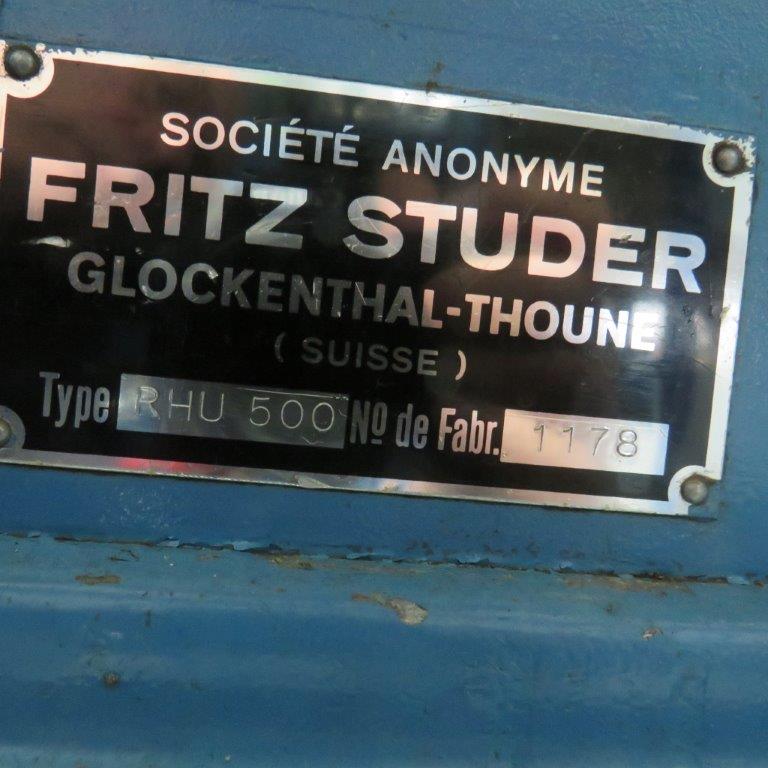 SOCIÉTÉ ANONYME
FRITZ STUDER
GLOCKENTHAL-THOUNE
( SUISSE )
Type RHU 500 Nº de Fabr. 1178